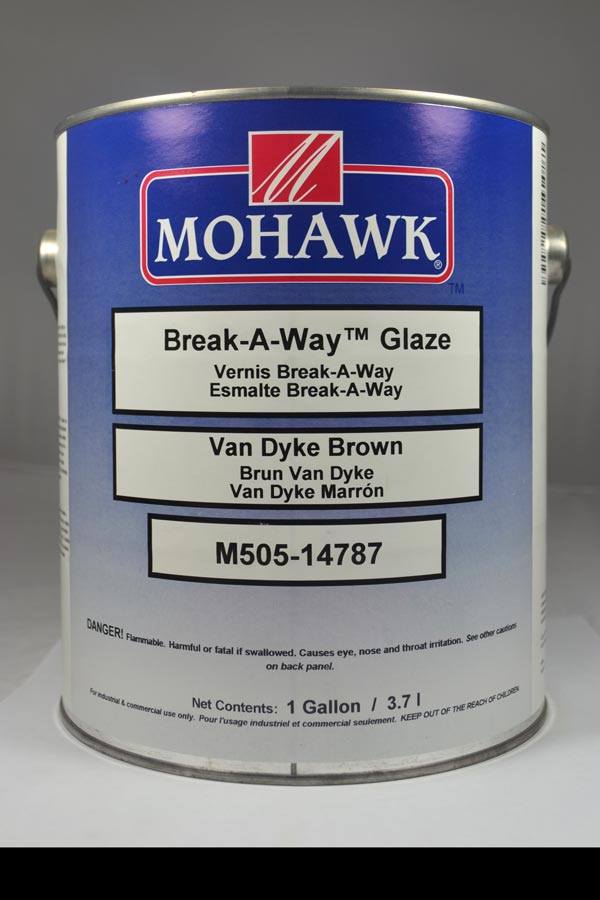 M
MOHAWK®
™
Break-A-Way™ Glaze
Vernis Break-A-Way
Esmalte Break-A-Way
Van Dyke Brown
Brun Van Dyke
Van Dyke Marrón
M505-14787
DANGER! Flammable. Harmful or fatal if swallowed. Causes eye, nose and throat irritation. See other cautions
on back panel.
Net Contents: 1 Gallon / 3.7 l
For industrial & commercial use only. Pour l'usage industriel et commercial seulement. KEEP OUT OF THE REACH OF CHILDREN.